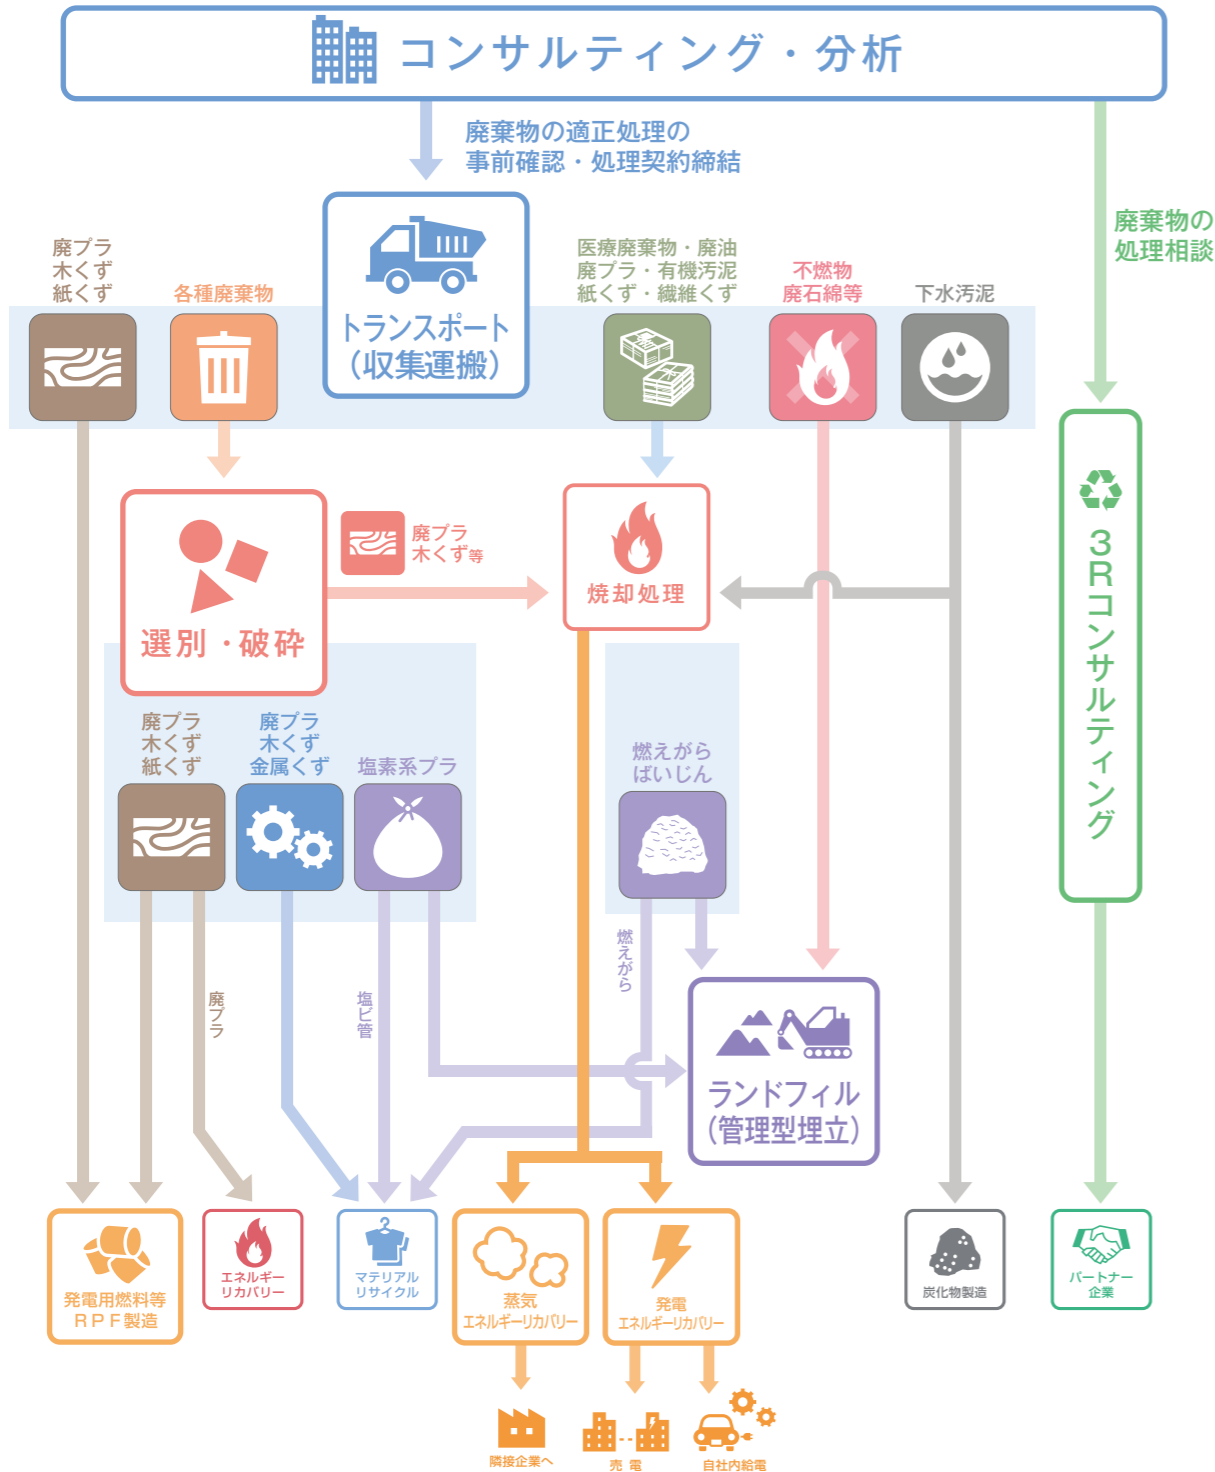 コンサルティング・分析
廃棄物の適正処理の
事前確認・処理契約締結
廃棄物の
処理相談
廃プラ
木くず
紙くず
各種廃棄物
トランスポート
（収集運搬）
医療廃棄物・廃油
廃プラ・有機汚泥
紙くず・繊維くず
不燃物
廃石綿等
下水汚泥
選別・破砕
廃プラ
木くず等
焼却処理
3Rコンサルティング
廃プラ
木くず
紙くず
廃プラ
木くず
金属くず
塩素系プラ
燃えがら
ばいじん
廃プラ
塩ビ管
燃えがら
ランドフィル
（管理型埋立）
発電用燃料等
RPF製造
エネルギー
リカバリー
マテリアル
リサイクル
蒸気
エネルギーリカバリー
発電
エネルギーリカバリー
炭化物製造
パートナー
企業
隣接企業へ
売電
自社内給電